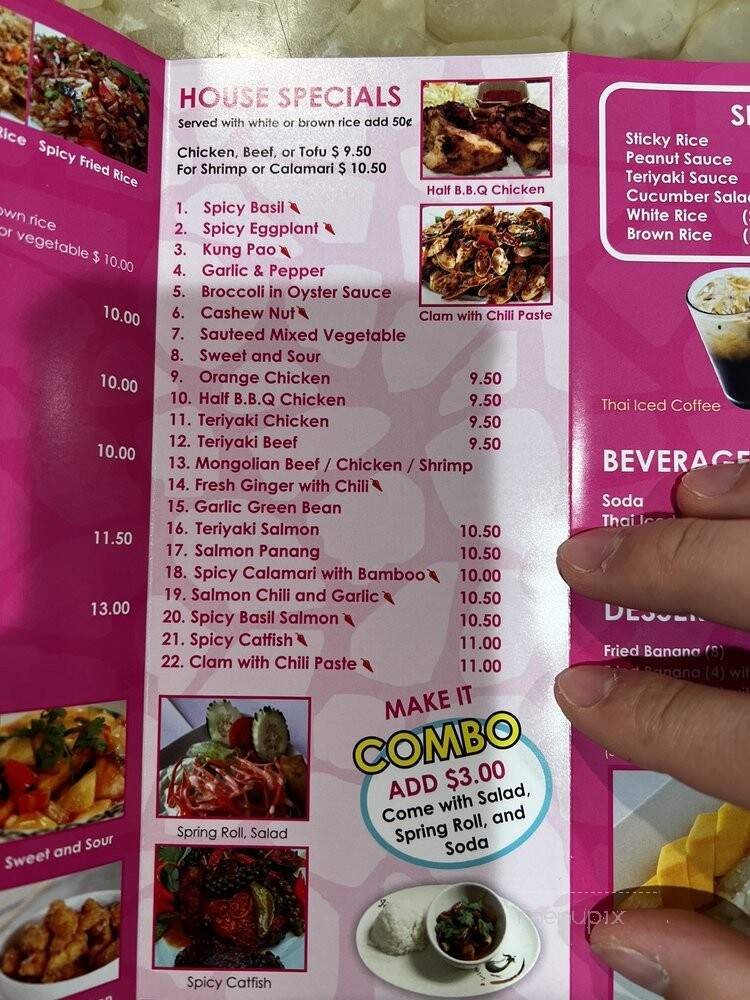 Rice
Spicy Fried Rice
own rice
or vegetable $ 10.00
10.00
10.00
10.00
11.50
13.00
Sweet and Sour
HOUSE SPECIALS
Served with white or brown rice add 50¢
Chicken, Beef, or Tofu $ 9.50
For Shrimp or Calamari $ 10.50
1. Spicy Basil
2. Spicy Eggplant
3. Kung Pao
4. Garlic & Pepper
5. Broccoli in Oyster Sauce
6. Cashew Nut
7. Sauteed Mixed Vegetable
8. Sweet and Sour
9. Orange Chicken 9.50
10. Half B.B.Q Chicken 9.50
11. Teriyaki Chicken 9.50
12. Teriyaki Beef 9.50
13. Mongolian Beef / Chicken / Shrimp
14. Fresh Ginger with Chili
15. Garlic Green Bean
16. Teriyaki Salmon 10.50
17. Salmon Panang 10.50
18. Spicy Calamari with Bamboo 10.00
19. Salmon Chili and Garlic 10.50
20. Spicy Basil Salmon 10.50
21. Spicy Catfish 11.00
22. Clam with Chili Paste 11.00
Half B.B.Q Chicken
Clam with Chili Paste
Spring Roll, Salad
Spicy Catfish
MAKE IT
COMBO
ADD $3.00
Come with Salad,
Spring Roll, and
Soda
Sticky Rice
Peanut Sauce
Teriyaki Sauce
Cucumber Sala
White Rice
Brown Rice
Thai Iced Coffee
BEVERAGE
Soda
Thai Iced
Fried Banana (8)
Fried Banana (4) wit
menupix